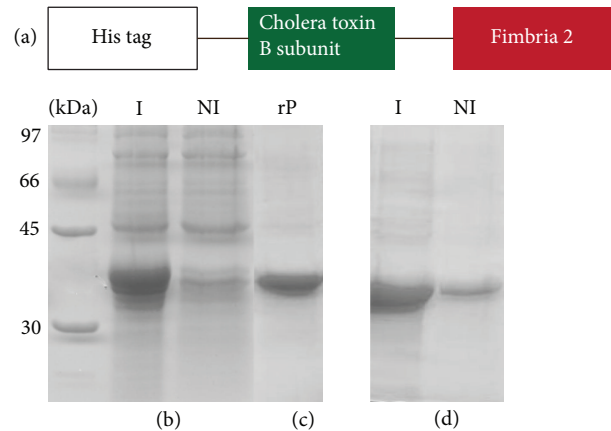 (a)
His tag
Cholera toxin
B subunit
Fimbria 2
(kDa) I NI rP I NI
97
66
45
30
(b) (c) (d)